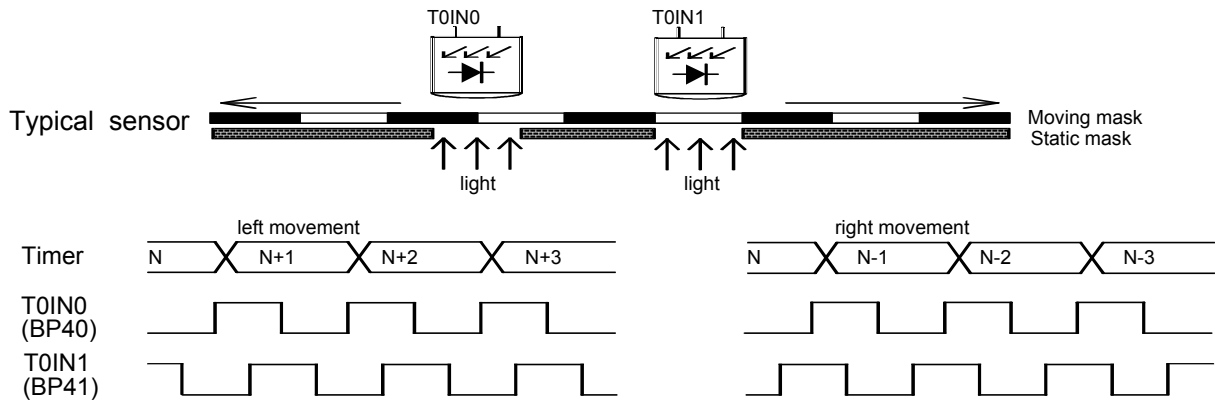 T0IN0 T0IN1
Typical sensor
Moving mask
Static mask
light light
left movement right movement
Timer N N+1 N+2 N+3 N N-1 N-2 N-3
T0IN0
(BP40)
T0IN1
(BP41)